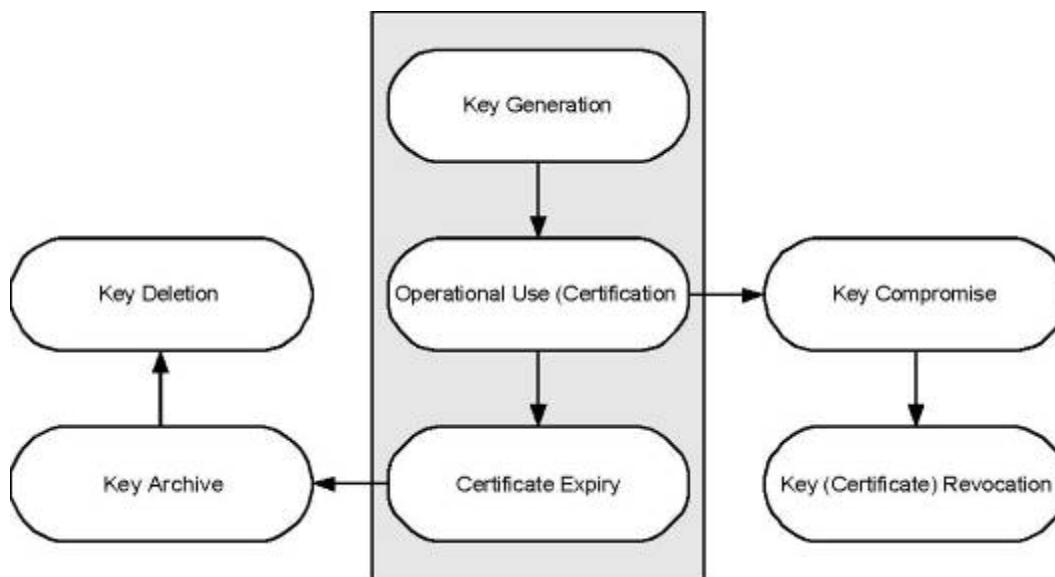 Key Generation
Key Deletion
Operational Use (Certification
Key Compromise
Key Archive
Certificate Expiry
Key (Certificate) Revocation